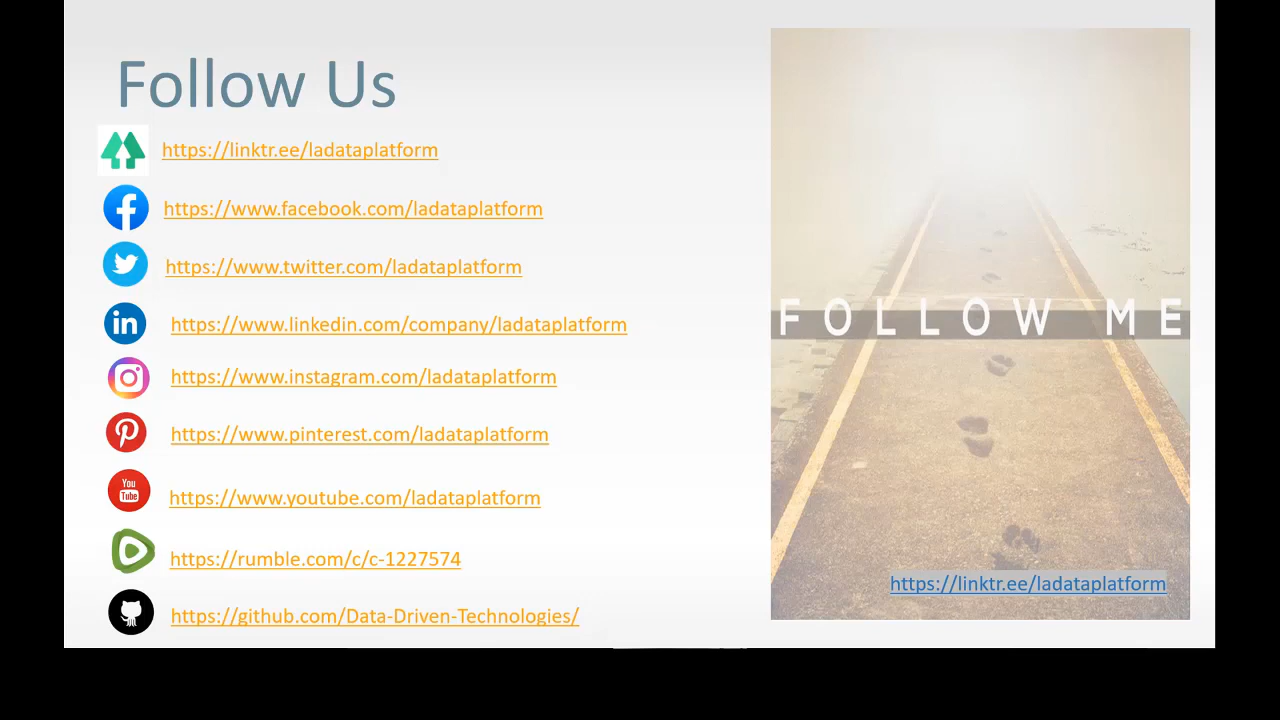 Follow Us
https://linktr.ee/ladataplatform
https://www.facebook.com/ladataplatform
https://www.twitter.com/ladataplatform
https://www.linkedin.com/company/ladataplatform
https://www.instagram.com/ladataplatform
https://www.pinterest.com/ladataplatform
You
Tube
https://www.youtube.com/ladataplatform
https://rumble.com/c/c-1227574
https://github.com/Data-Driven-Technologies/
FOLLOW ME
https://linktr.ee/ladataplatform